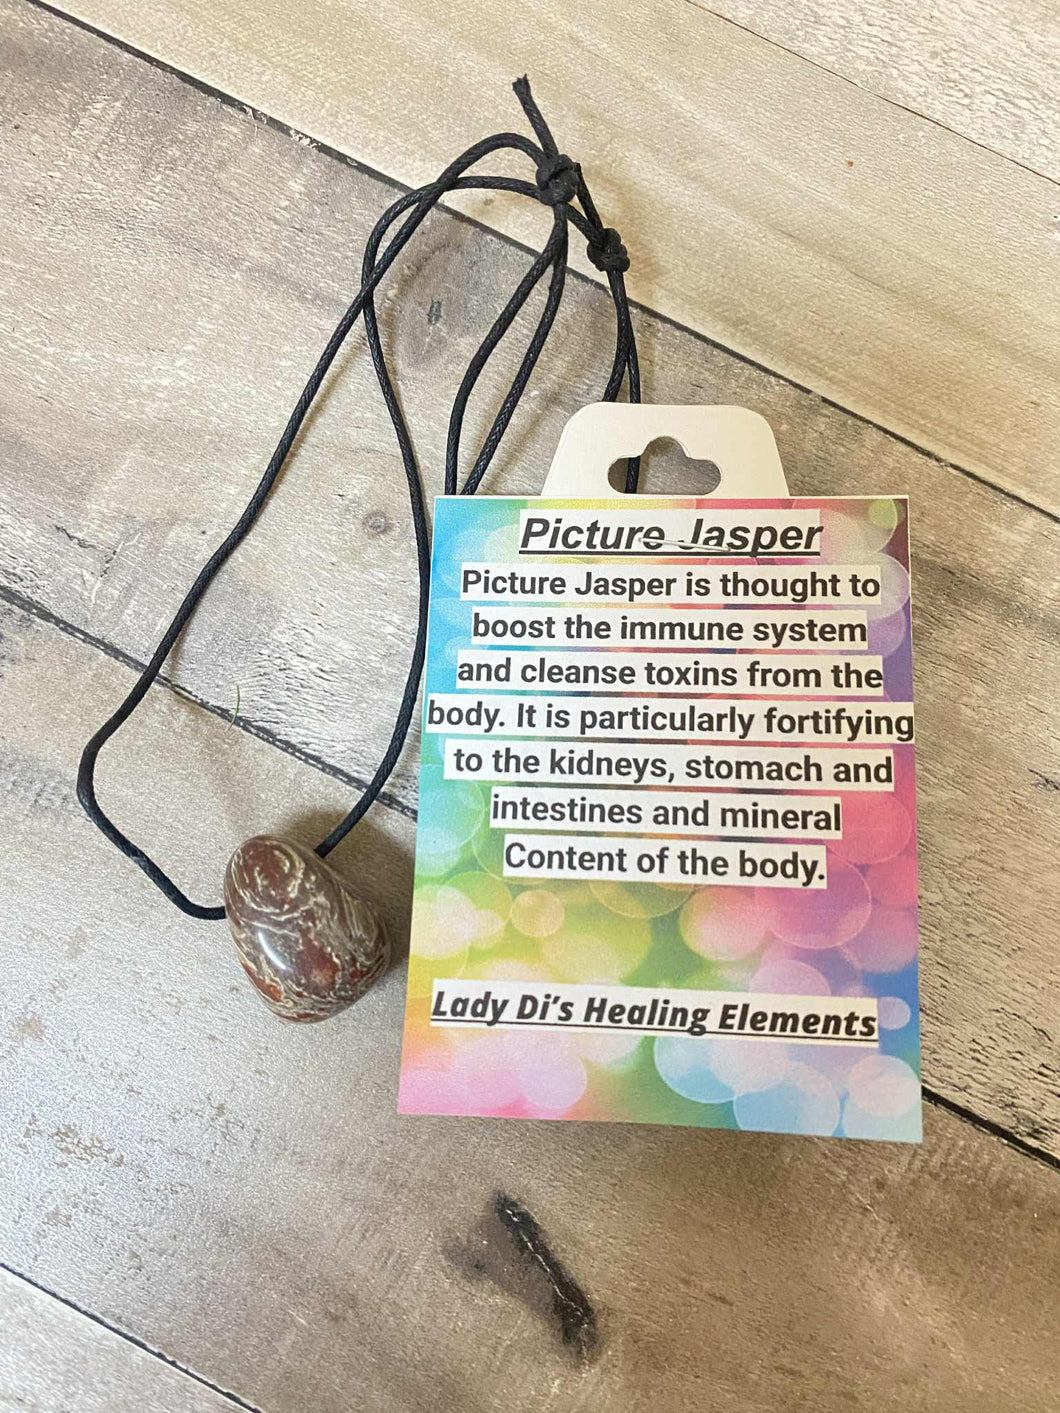 Picture Jasper
Picture Jasper is thought to
boost the immune system
and cleanse toxins from the
body. It is particularly fortifying
to the kidneys, stomach and
intestines and mineral
Content of the body.
Lady Di's Healing Elements